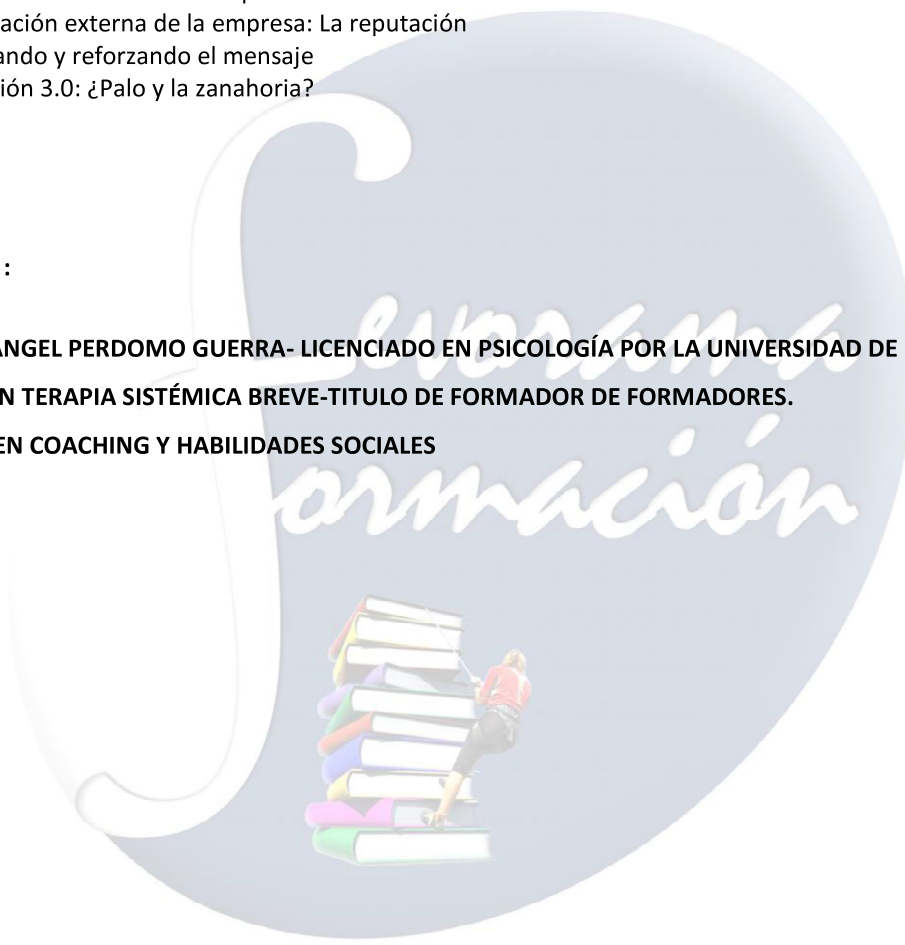 ación externa de la empresa: La reputación
ando y reforzando el mensaje
ión 3.0: ¿Palo y la zanahoria?
:
ANGEL PERDOMO GUERRA- LICENCIADO EN PSICOLOGÍA POR LA UNIVERSIDAD DE
N TERAPIA SISTÉMICA BREVE-TITULO DE FORMADOR DE FORMADORES.
EN COACHING Y HABILIDADES SOCIALES
formación